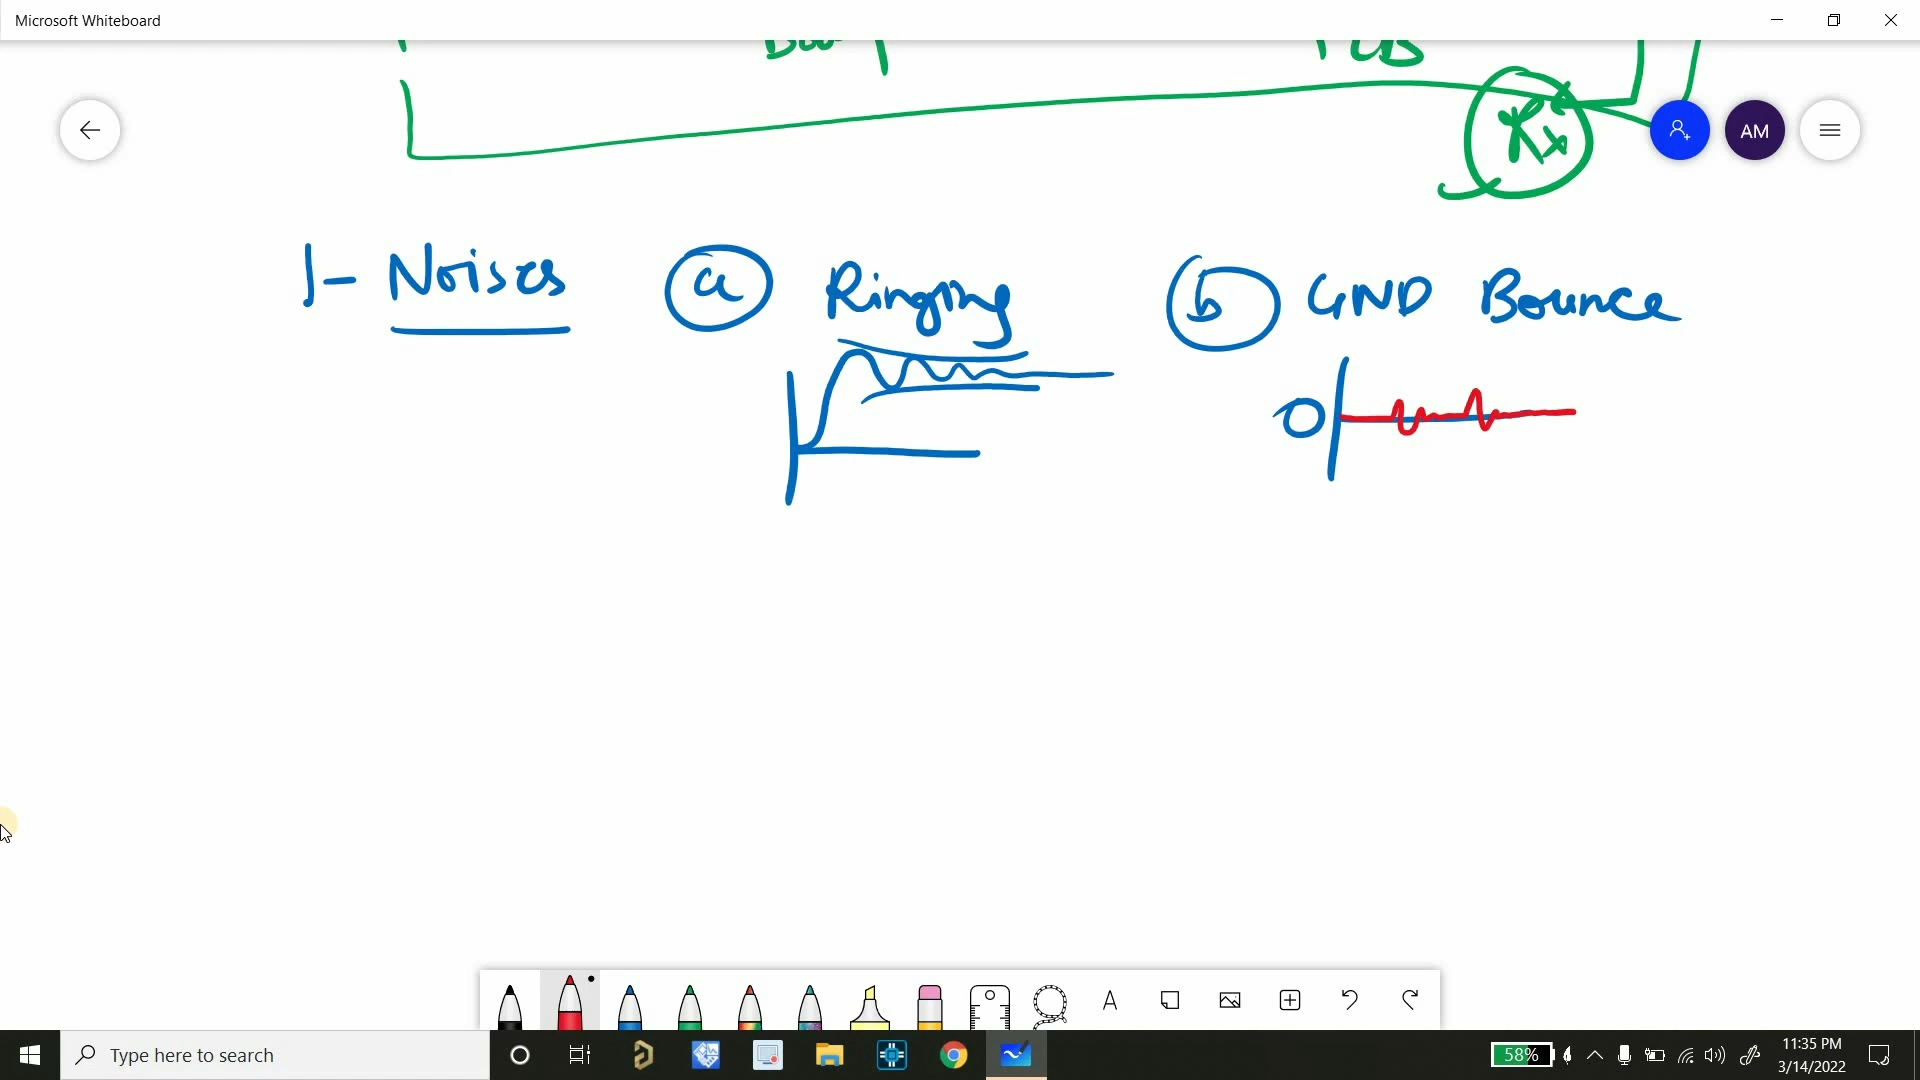 Microsoft Whiteboard
Rx
AM
1- Noises (a) Ringing (b) GND Bounce
0
A
Type here to search
58%
11:35 PM
3/14/2022